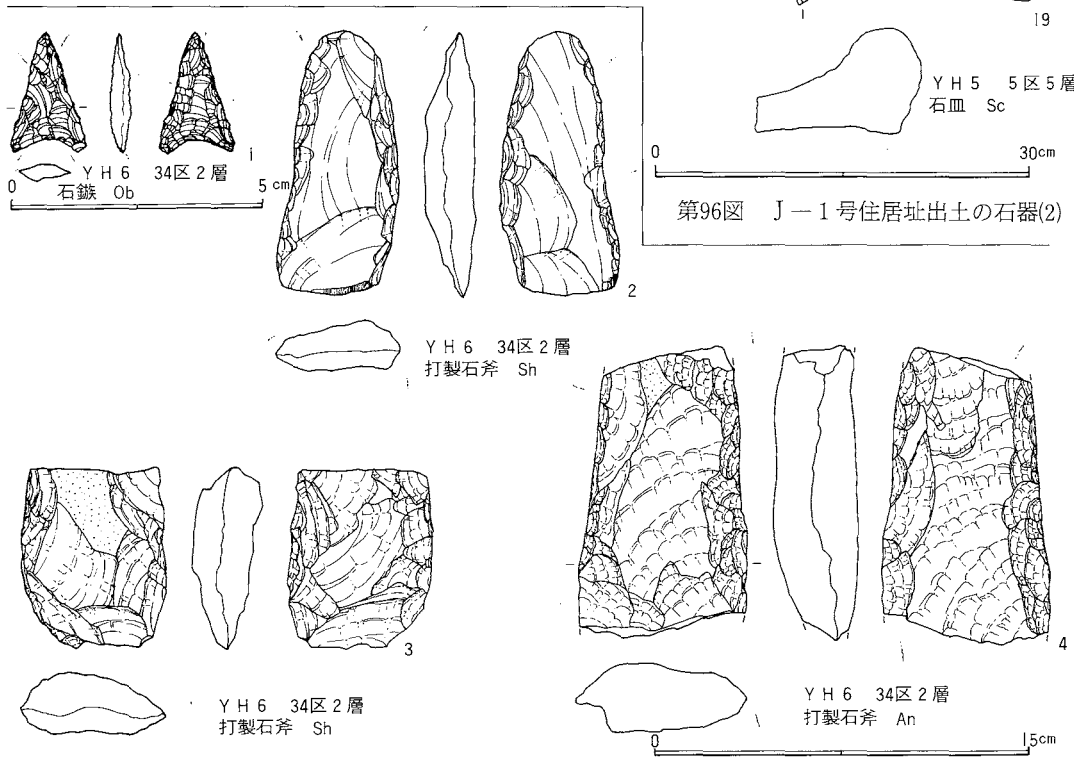 19
YH5 5区5層
石皿 Sc
0 30cm
第96図 J－1号住居址出土の石器(2)
1
YH6 34区2層
石鏃 Ob
0 5cm
2
YH6 34区2層
打製石斧 Sh
3
YH6 34区2層
打製石斧 Sh
4
YH6 34区2層
打製石斧 An
0 15cm